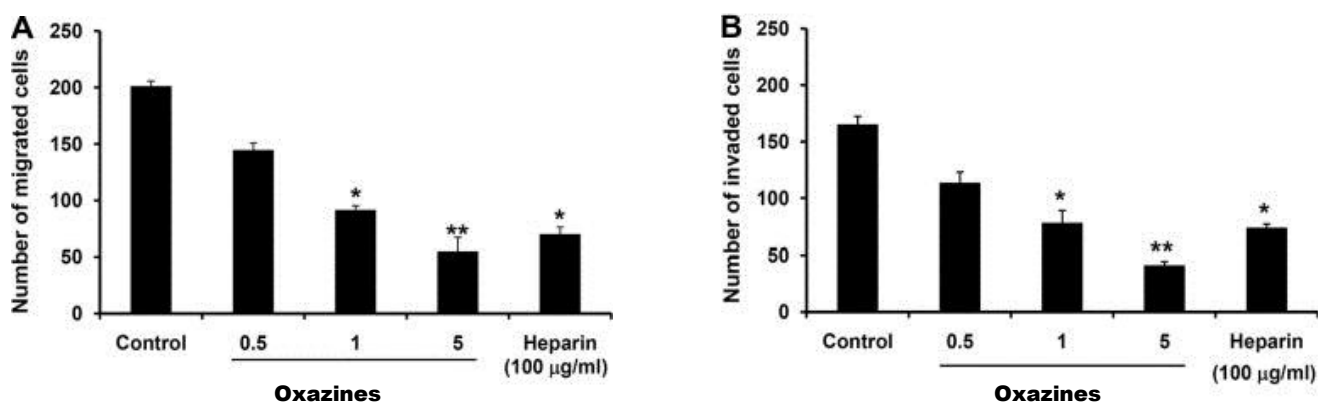 A
Number of migrated cells
250
200
150
100
50
0
*
**
*
Control
0.5
1
5
Heparin
(100 μg/ml)
Oxazines
B
Number of invaded cells
250
200
150
100
50
0
*
**
*
Control
0.5
1
5
Heparin
(100 μg/ml)
Oxazines